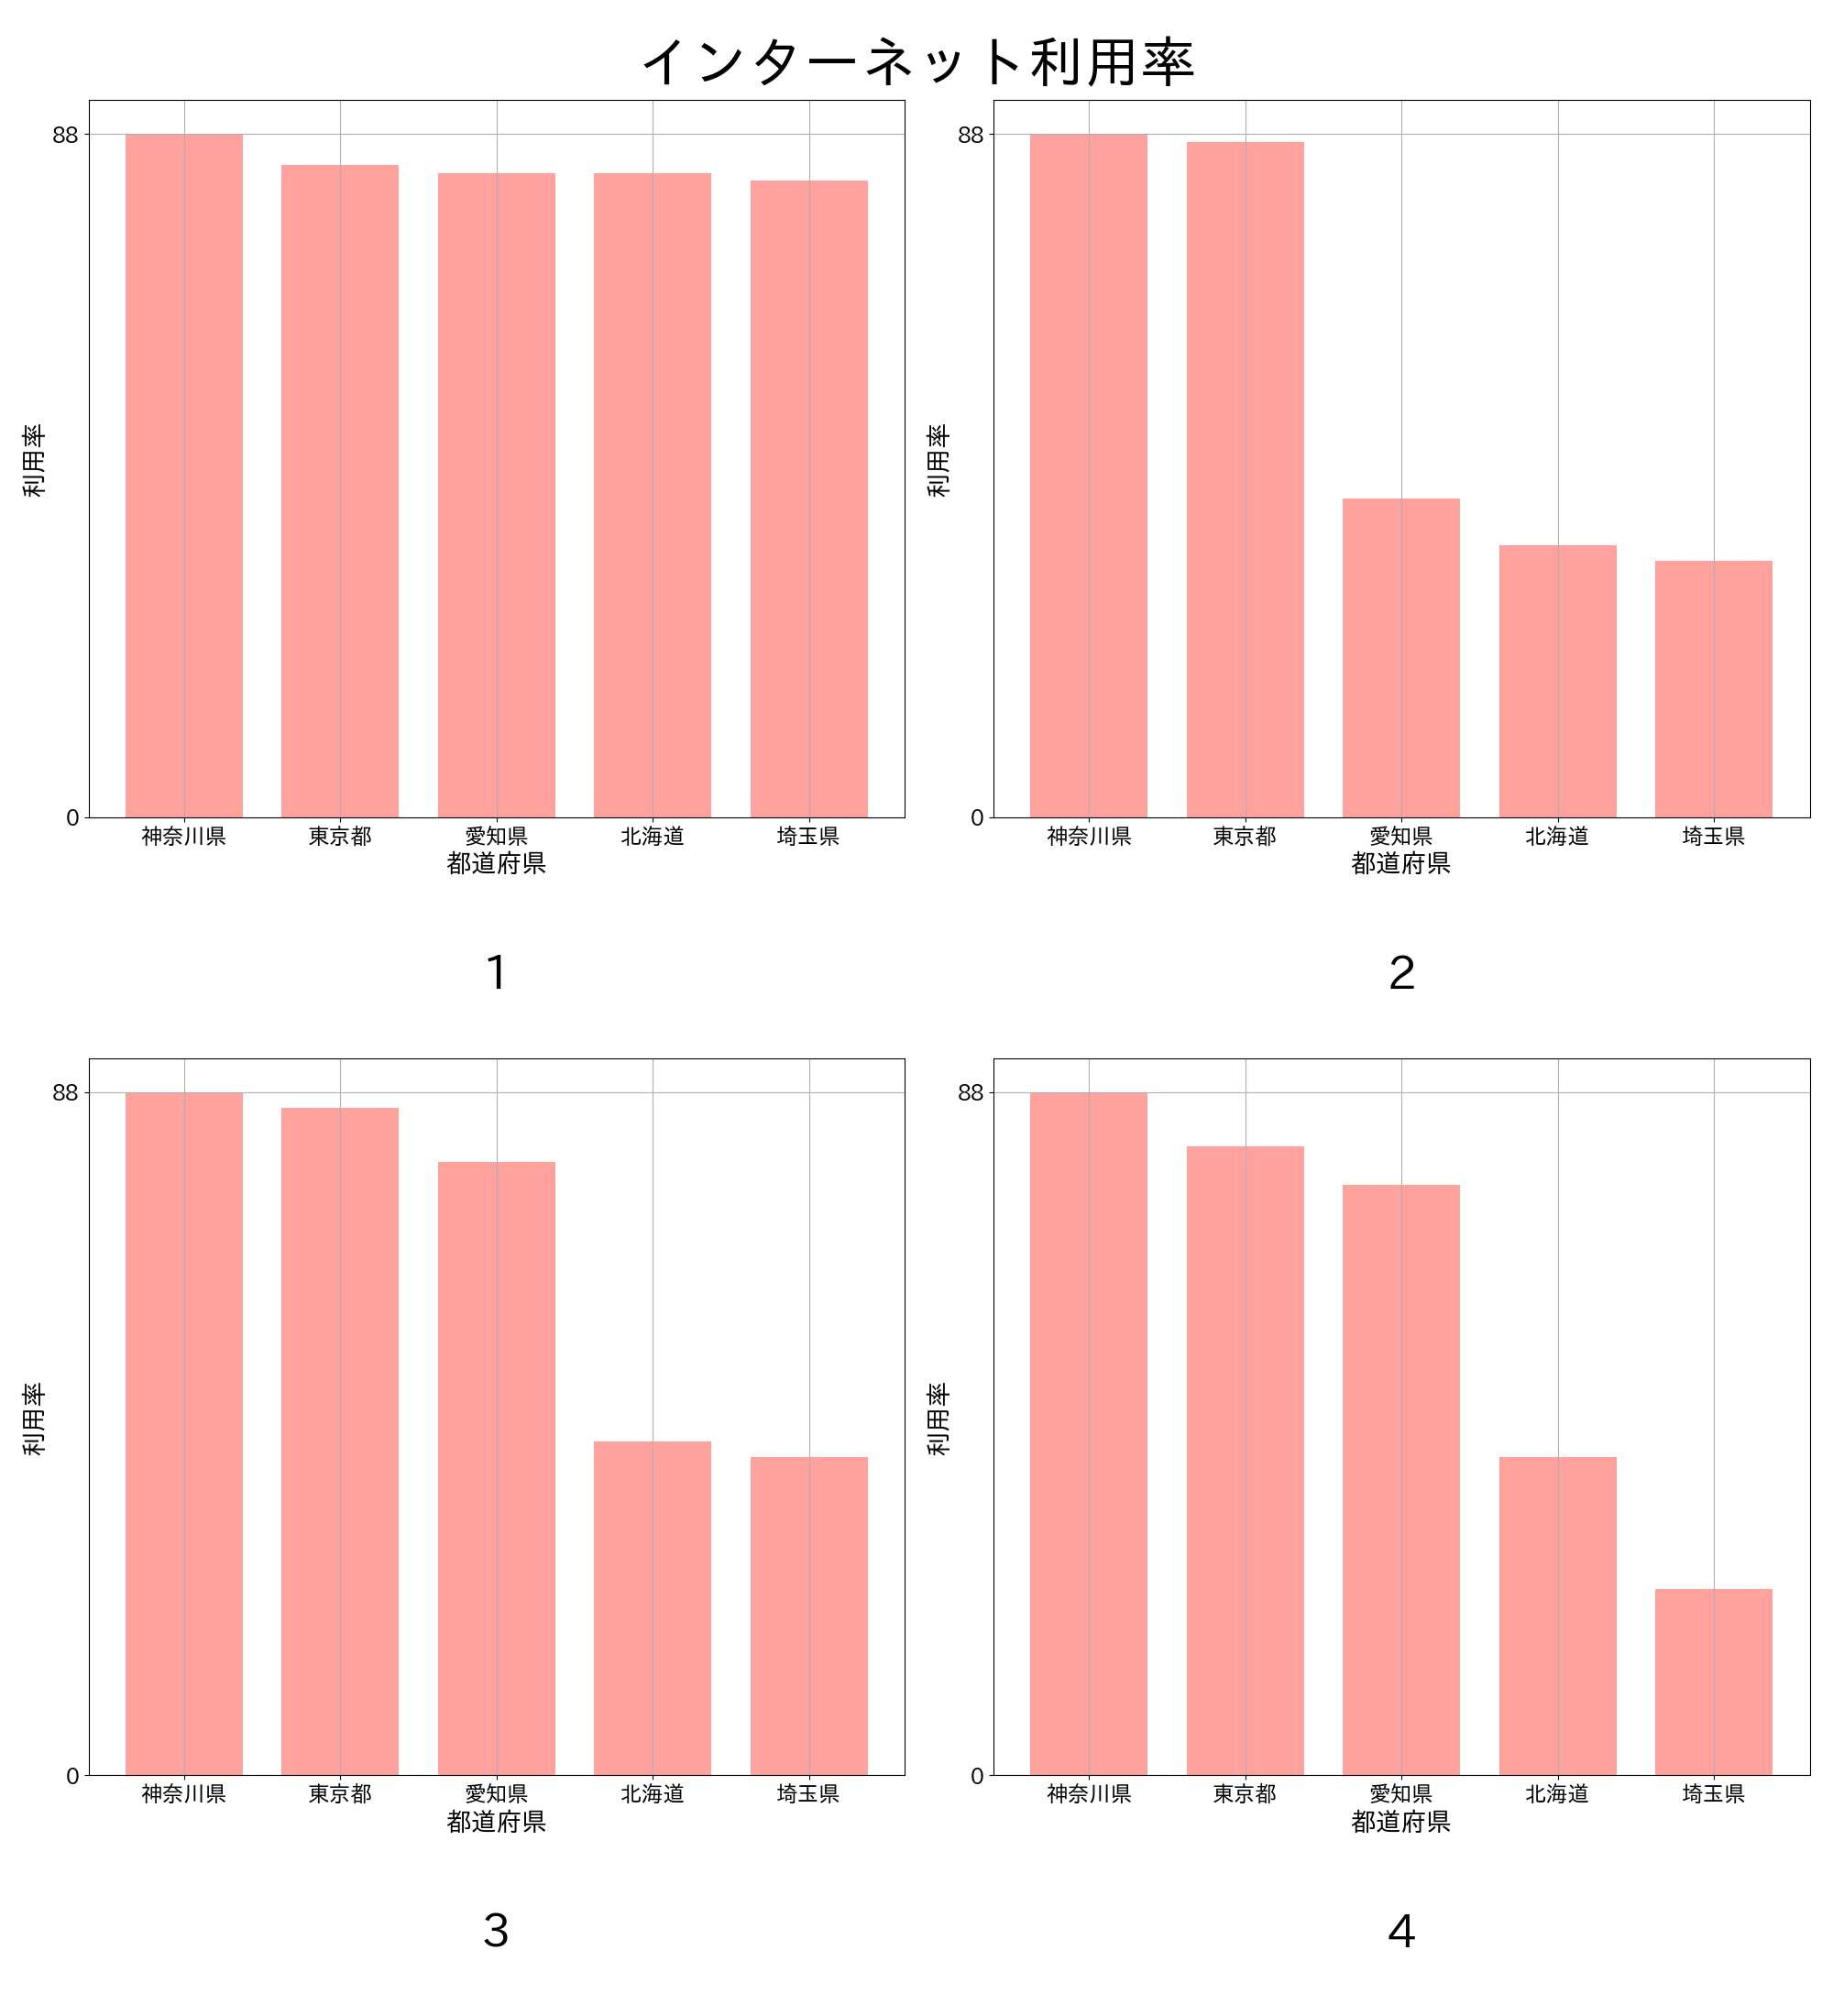 インターネット利用率
88
0
利用率
神奈川県 東京都 愛知県 北海道 埼玉県
都道府県
1
88
0
利用率
神奈川県 東京都 愛知県 北海道 埼玉県
都道府県
2
88
0
利用率
神奈川県 東京都 愛知県 北海道 埼玉県
都道府県
3
88
0
利用率
神奈川県 東京都 愛知県 北海道 埼玉県
都道府県
4